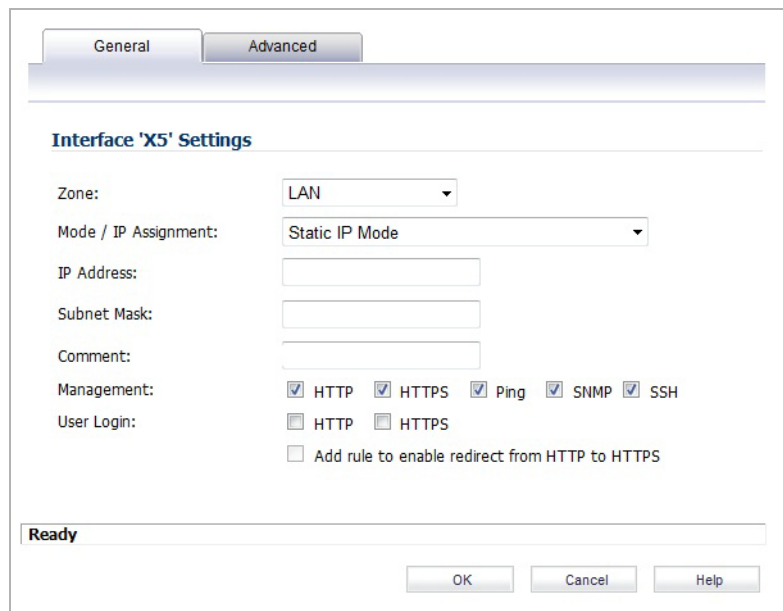 General Advanced
Interface 'X5' Settings
Zone: LAN
Mode / IP Assignment: Static IP Mode
IP Address:
Subnet Mask:
Comment:
Management: HTTP HTTPS Ping SNMP SSH
User Login: HTTP HTTPS
Add rule to enable redirect from HTTP to HTTPS
Ready
OK Cancel Help